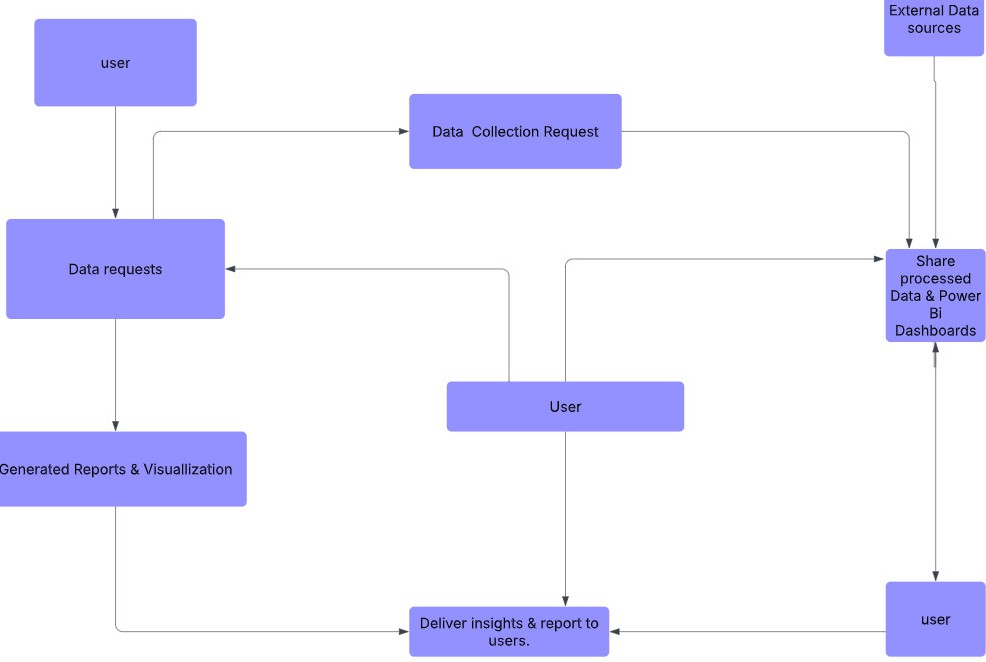 External Data
sources
user
Data  Collection Request
Data requests
Share
processed
Data & Power
Bi
Dashboards
User
Generated Reports & Visuallization
Deliver insights & report to
users.
user